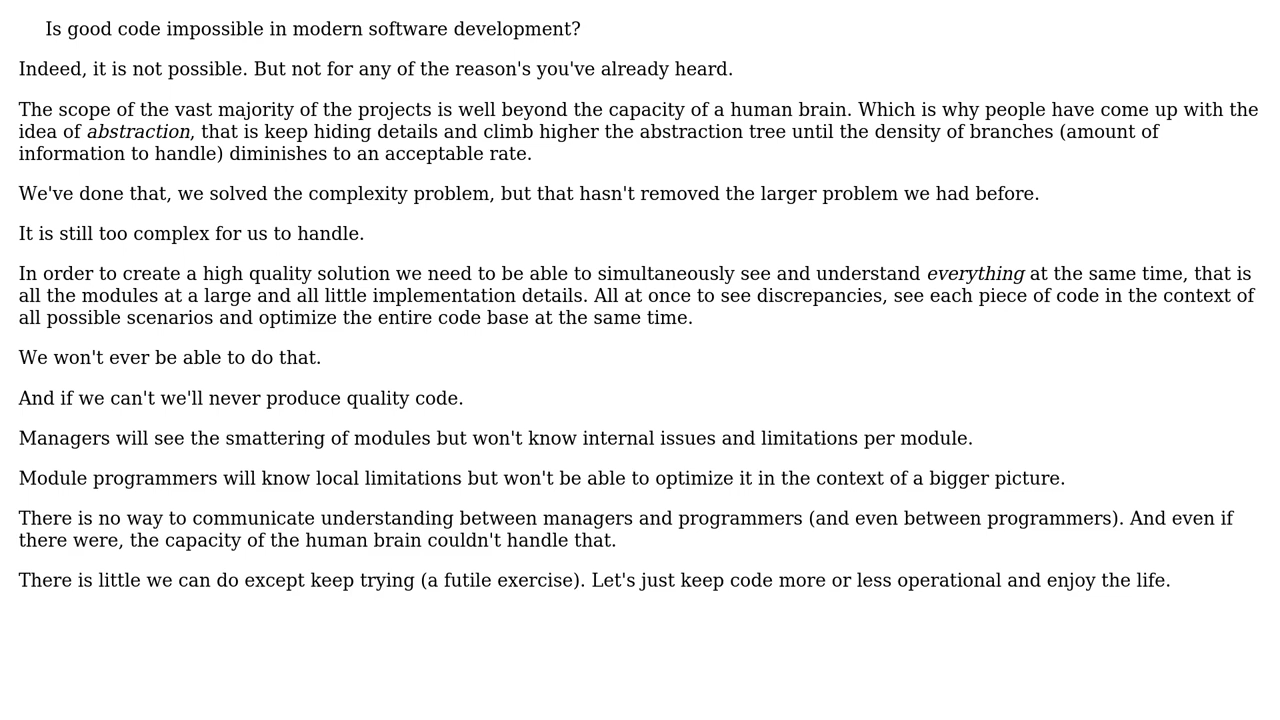 Is good code impossible in modern software development?
Indeed, it is not possible. But not for any of the reason's you've already heard.
The scope of the vast majority of the projects is well beyond the capacity of a human brain. Which is why people have come up with the
idea of abstraction, that is keep hiding details and climb higher the abstraction tree until the density of branches (amount of
information to handle) diminishes to an acceptable rate.
We've done that, we solved the complexity problem, but that hasn't removed the larger problem we had before.
It is still too complex for us to handle.
In order to create a high quality solution we need to be able to simultaneously see and understand everything at the same time, that is
all the modules at a large and all little implementation details. All at once to see discrepancies, see each piece of code in the context of
all possible scenarios and optimize the entire code base at the same time.
We won't ever be able to do that.
And if we can't we'll never produce quality code.
Managers will see the smattering of modules but won't know internal issues and limitations per module.
Module programmers will know local limitations but won't be able to optimize it in the context of a bigger picture.
There is no way to communicate understanding between managers and programmers (and even between programmers). And even if
there were, the capacity of the human brain couldn't handle that.
There is little we can do except keep trying (a futile exercise). Let's just keep code more or less operational and enjoy the life.